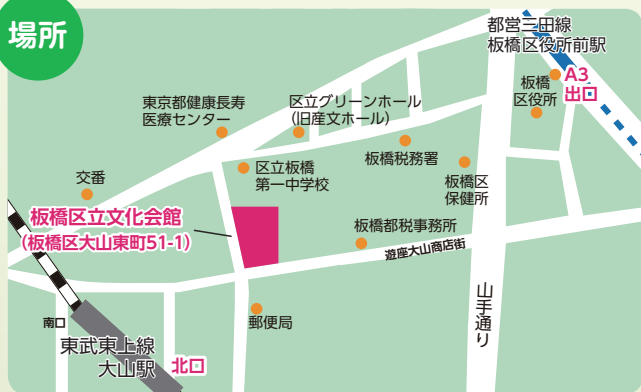 場所
都営三田線
板橋区役所前駅
A3
出口
板橋
区役所
東京都健康長寿
医療センター
区立グリーンホール
(旧産文ホール)
板橋税務署
区立板橋
第一中学校
板橋区
保健所
交番
板橋区立文化会館
(板橋区大山東町51-1)
板橋都税事務所
遊座大山商店街
山手通り
郵便局
南口
東武東上線
大山駅
北口